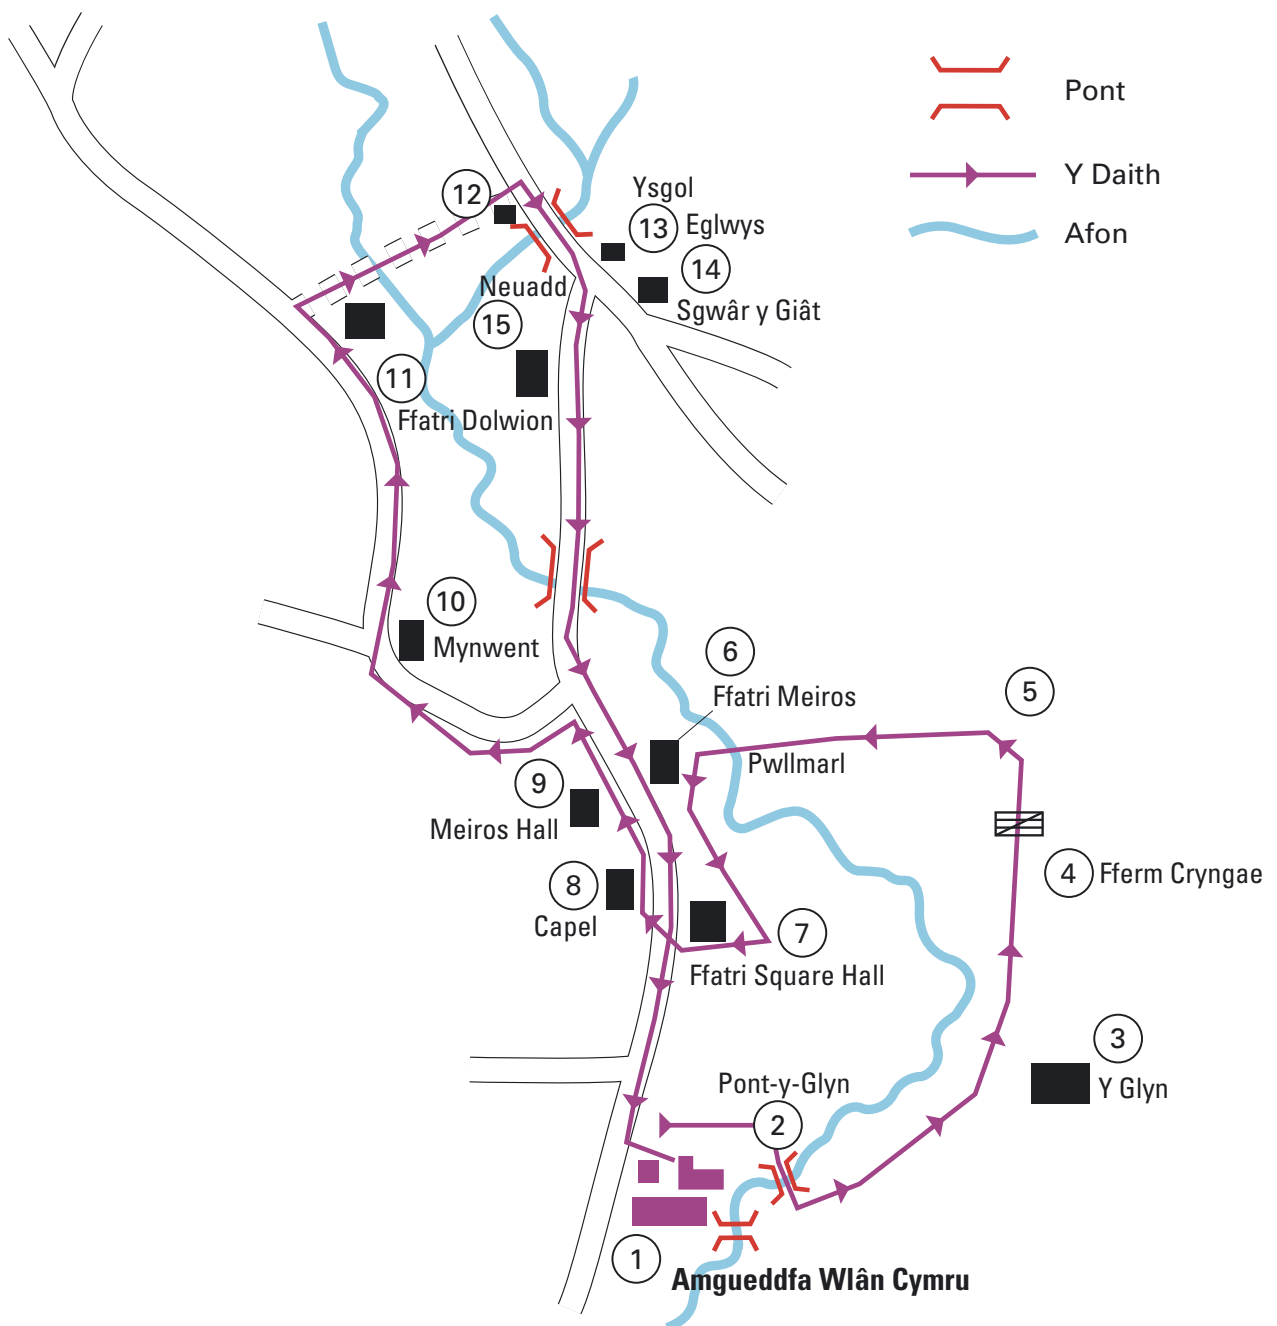 Pont
Y Daith
Afon
12
Ysgol
13
Eglwys
14
Sgwâr y Giât
Neuadd
15
11
Ffatri Dolwion
10
Mynwent
6
Ffatri Meiros
5
Pwllmarl
9
Meiros Hall
4
Fferm Cryngae
8
Capel
7
Ffatri Square Hall
3
Y Glyn
Pont-y-Glyn
2
1
Amgueddfa Wlân Cymru